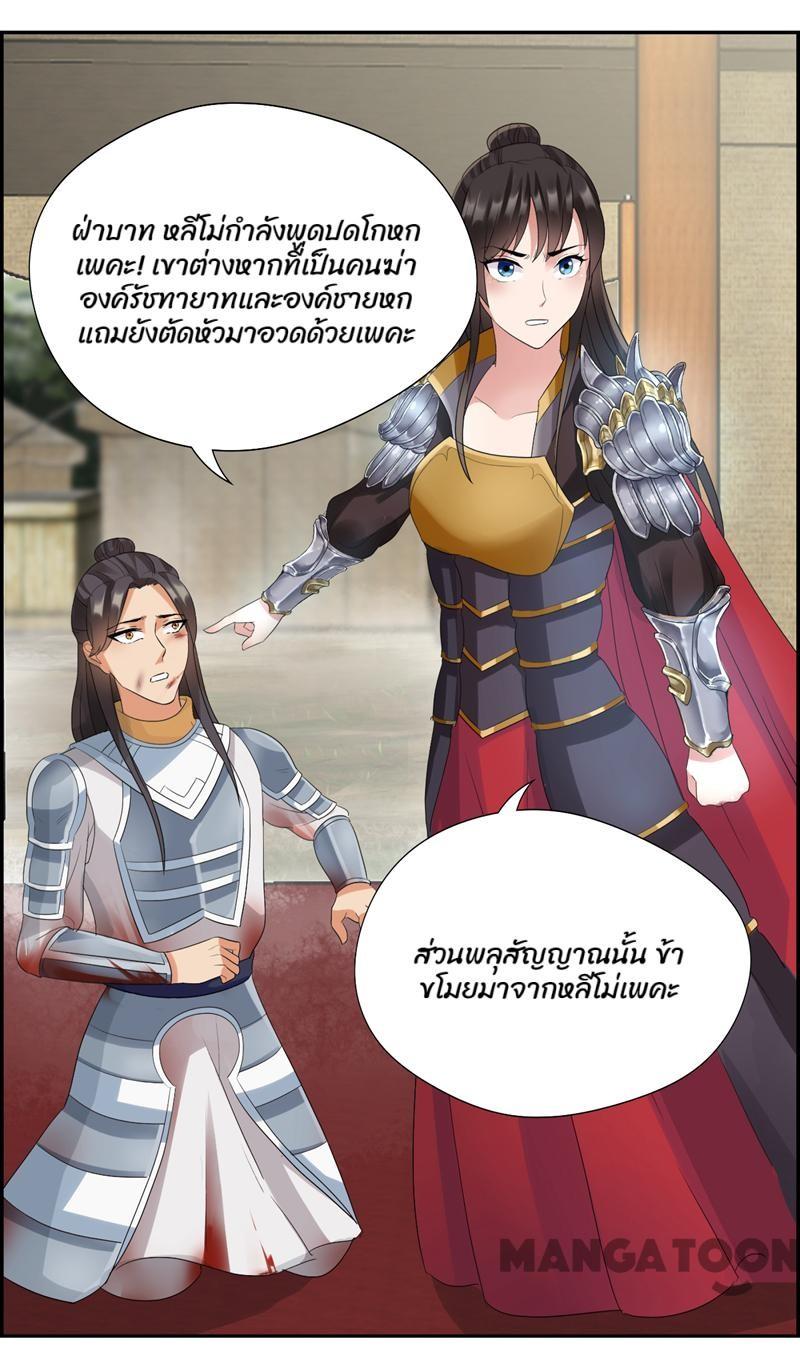 ฝ่าบาท หลีโม่กำลังพูดปดโกหก
เพคะ! เขาต่างหากที่เป็นคนฆ่า
องค์รัชทายาทและองค์ชายหก
แถมยังตัดหัวมาอวดด้วยเพคะ
ส่วนพลุสัญญาณนั้น ข้า
ขโมยมาจากหลีโม่เพคะ
MANGATOON